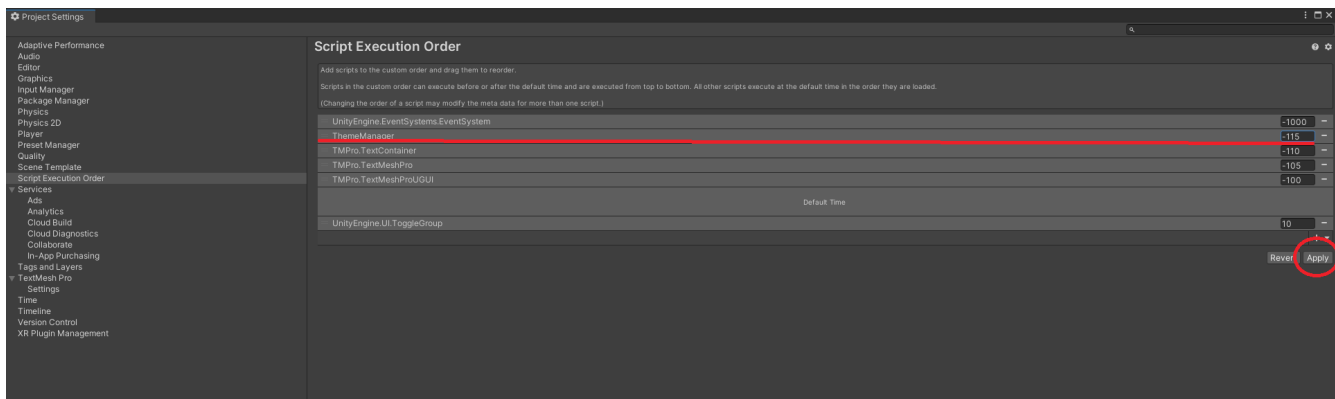 Project Settings
Adaptive Performance
Audio
Editor
Graphics
Input Manager
Package Manager
Physics
Physics 2D
Player
Preset Manager
Quality
Scene Template
Script Execution Order
Services
Ads
Analytics
Cloud Build
Cloud Diagnostics
Collaborate
In-App Purchasing
Tags and Layers
TextMesh Pro
Settings
Time
Timeline
Version Control
XR Plugin Management
Script Execution Order
Add scripts to the custom order and drag them to reorder.
Scripts in the custom order can execute before or after the default time and are executed from top to bottom. All other scripts execute at the default time in the order they are loaded.
(Changing the order of a script may modify the meta data for more than one script.)
UnityEngine.EventSystems.EventSystem -1000
ThemeManager -115
TMPro.TextContainer -110
TMPro.TextMeshPro -105
TMPro.TextMeshProUGUI -100
Default Time
UnityEngine.UI.ToggleGroup 10
Revert Apply